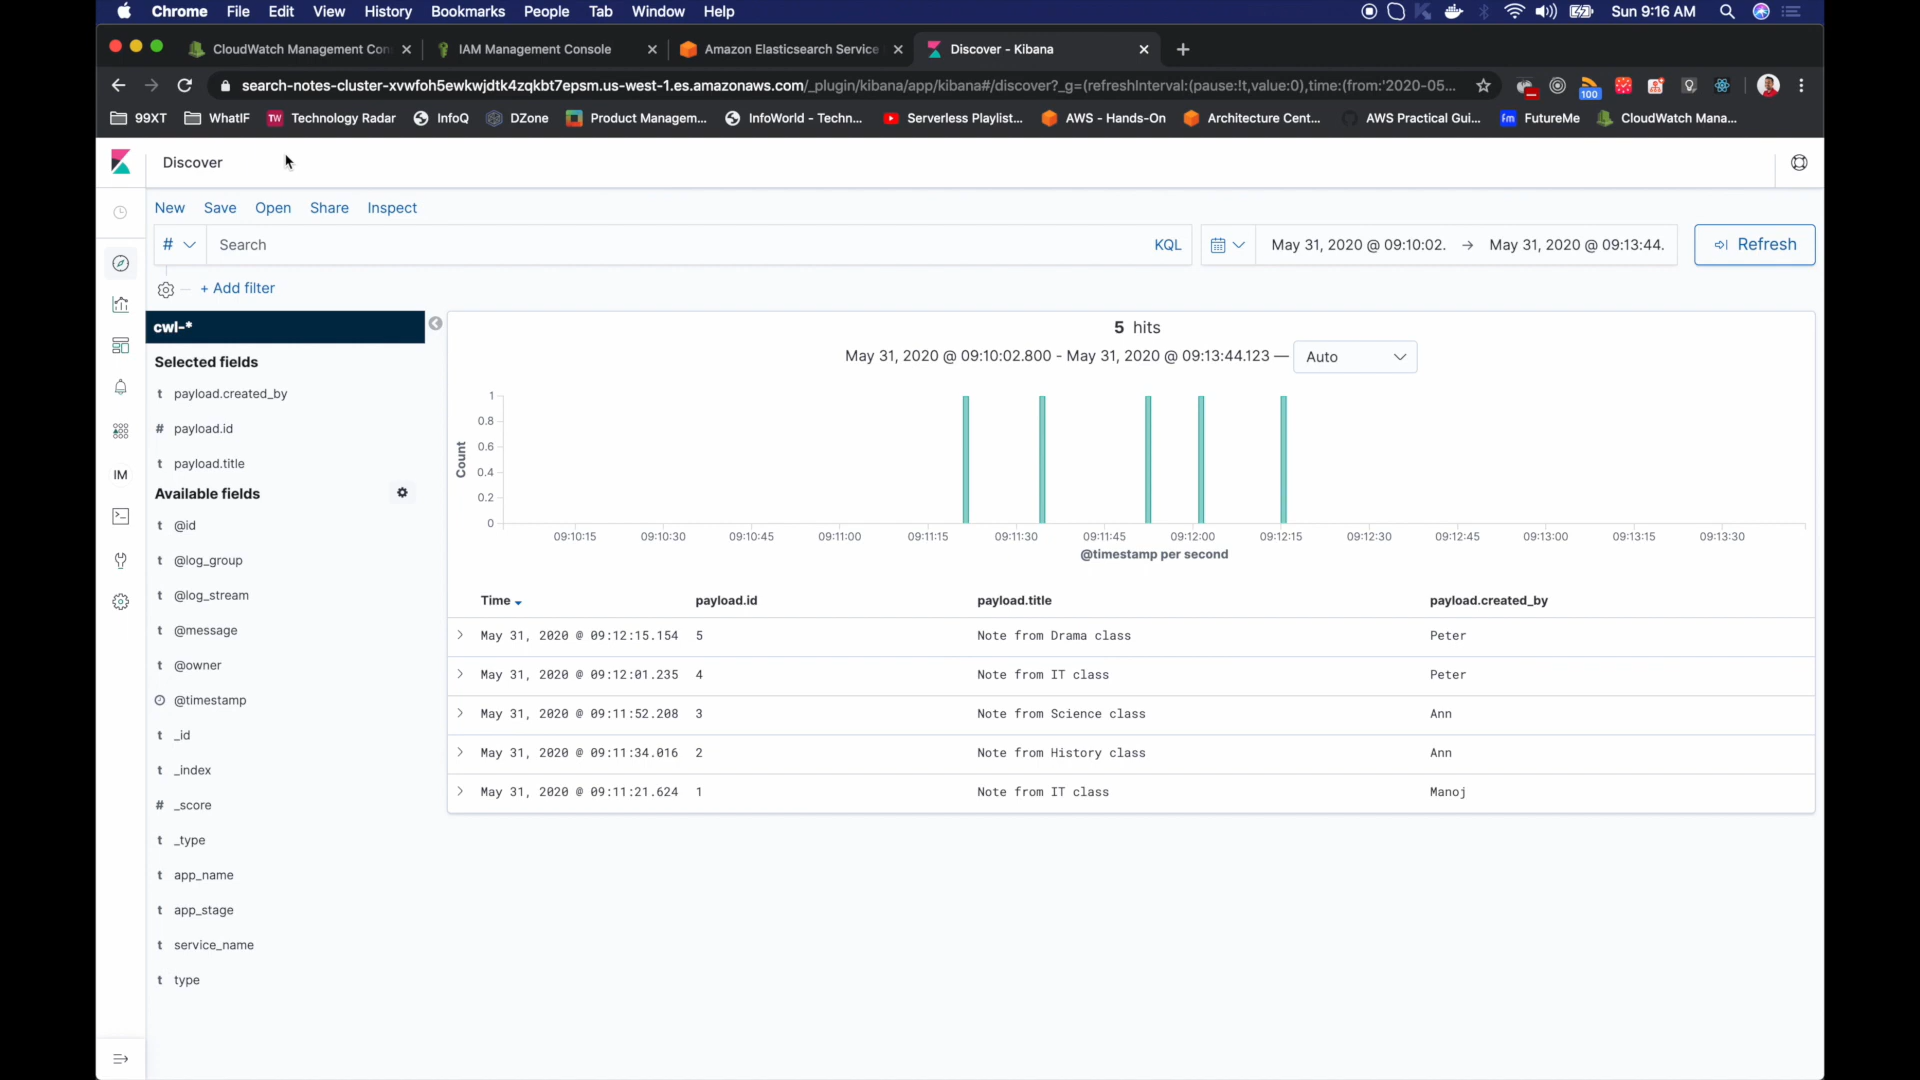 Chrome File Edit View History Bookmarks People Tab Window Help Sun 9:16 AM
CloudWatch Management Con IAM Management Console Amazon Elasticsearch Service Discover - Kibana
search-notes-cluster-xvwfoh5ewkwjdtk4zqkbt7epsm.us-west-1.es.amazonaws.com/_plugin/kibana/app/kibana#/discover?_g=(refreshInterval:(pause:!t,value:0),time:(from:'2020-05... 100
99XT WhatIF TW Technology Radar InfoQ DZone Product Managem... InfoWorld - Techn... Serverless Playlist... AWS - Hands-On Architecture Cent... AWS Practical Gui... fm FutureMe CloudWatch Mana...
Discover
New Save Open Share Inspect
# Search KQL May 31, 2020 @ 09:10:02. → May 31, 2020 @ 09:13:44. Refresh
+ Add filter
cwl-*
5 hits
Selected fields
May 31, 2020 @ 09:10:02.800 - May 31, 2020 @ 09:13:44.123 — Auto
t payload.created_by
# payload.id
t payload.title
IM
Available fields
t @id
t @log_group
t @log_stream
t @message
t @owner
@timestamp
t _id
t _index
# _score
t _type
t app_name
t app_stage
t service_name
t type
Count
1
0.8
0.6
0.4
0.2
0
09:10:15 09:10:30 09:10:45 09:11:00 09:11:15 09:11:30 09:11:45 09:12:00 09:12:15 09:12:30 09:12:45 09:13:00 09:13:15 09:13:30
@timestamp per second
Time payload.id payload.title payload.created_by
May 31, 2020 @ 09:12:15.154 5 Note from Drama class Peter
May 31, 2020 @ 09:12:01.235 4 Note from IT class Peter
May 31, 2020 @ 09:11:52.208 3 Note from Science class Ann
May 31, 2020 @ 09:11:34.016 2 Note from History class Ann
May 31, 2020 @ 09:11:21.624 1 Note from IT class Manoj